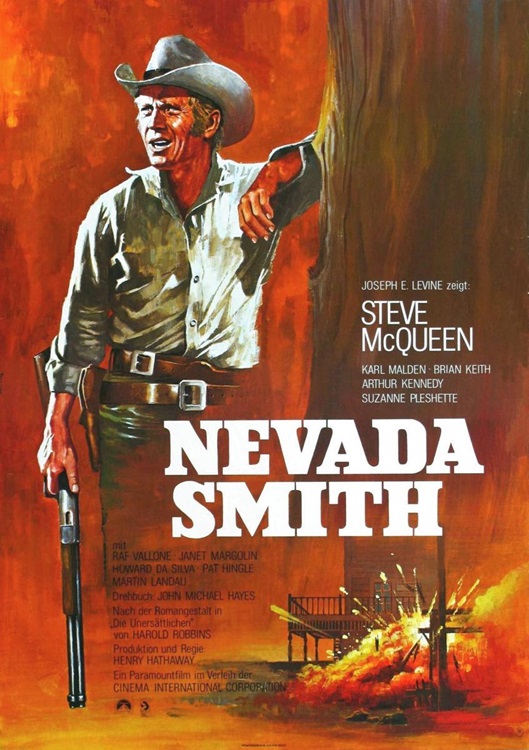 JOSEPH E. LEVINE zeigt:
STEVE
McQUEEN
KARL MALDEN · BRIAN KEITH
ARTHUR KENNEDY
SUZANNE PLESHETTE
NEVADA
SMITH
mit
RAF VALLONE · JANET MARGOLIN
HOWARD DA SILVA · PAT HINGLE
MARTIN LANDAU
Drehbuch: JOHN MICHAEL HAYES
Nach der Romangestalt in
„Die Unersättlichen“
von HAROLD ROBBINS
Produktion und Regie:
HENRY HATHAWAY
Ein Paramountfilm im Verleih der
CINEMA INTERNATIONAL CORPORATION